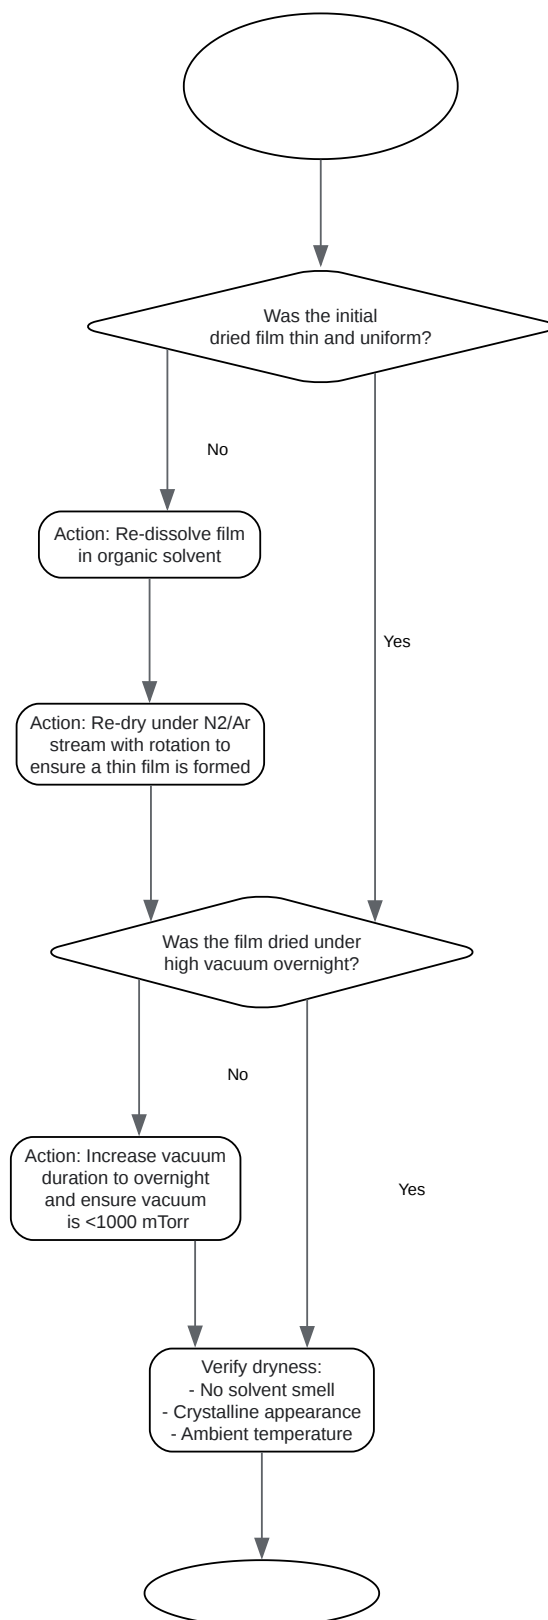 Was the initial
dried film thin and uniform?
No
Action: Re-dissolve film
in organic solvent
Yes
Action: Re-dry under N2/Ar
stream with rotation to
ensure a thin film is formed
Was the film dried under
high vacuum overnight?
No
Action: Increase vacuum
duration to overnight
and ensure vacuum
is <1000 mTorr
Yes
Verify dryness:
- No solvent smell
- Crystalline appearance
- Ambient temperature